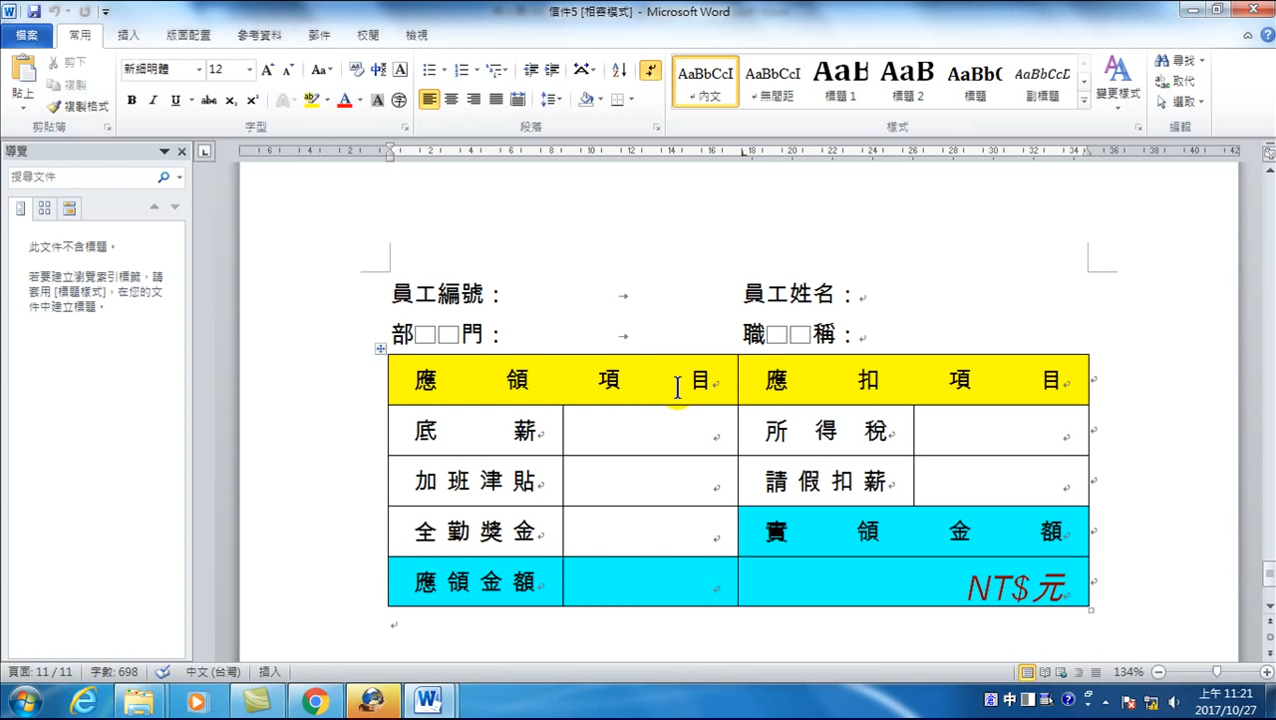 信件5 [相容模式] - Microsoft Word
檔案 常用 插入 版面配置 參考資料 郵件 校閱 檢視
貼上 剪下 複製 複製格式
新細明體 12
AaBbCcI AaBbCcI AaBb AaB AaBbC AaBbCcL
內文 無間距 標題 1 標題 2 標題 副標題
變更樣式
尋找 取代 選取
剪貼簿 字型 段落 樣式 編輯
導覽
搜尋文件
此文件不含標題。
若要建立瀏覽索引標籤，請
套用 [標題樣式]，在您的文
件中建立標題。
員工編號： 員工姓名：
部□□門： 職□□稱：
應領項目 應扣項目
底薪 所得稅
加班津貼 請假扣薪
全勤獎金 實領金額
應領金額 NT$元
頁面: 11 / 11 字數: 698 中文 (台灣) 插入 134%
中 上午 11:21
2017/10/27